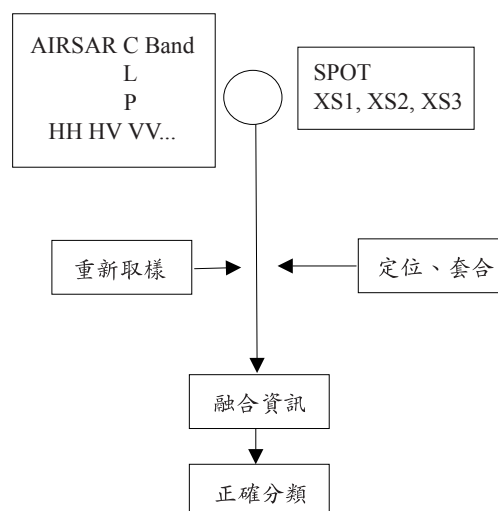 AIRSAR C Band
L
P
HH HV VV...
SPOT
XS1, XS2, XS3
重新取樣
定位、套合
融合資訊
正確分類